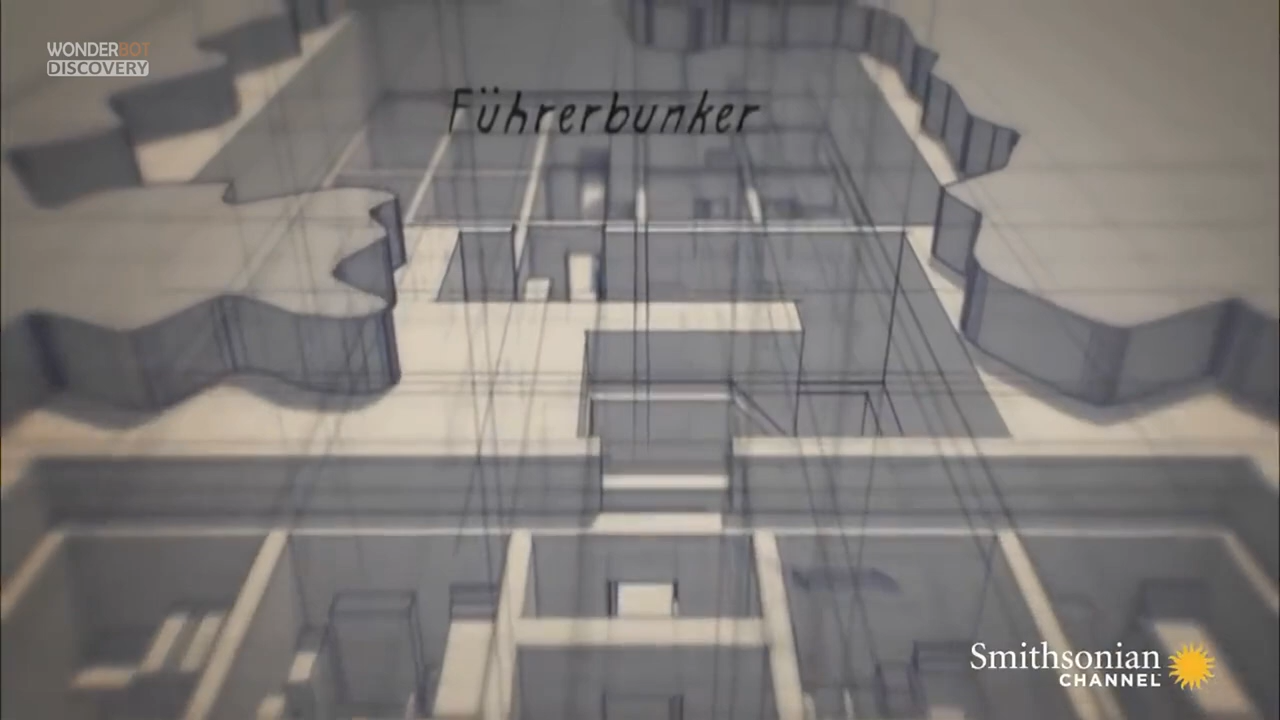 WONDERBOT
DISCOVERY
Führerbunker
Smithsonian
CHANNEL